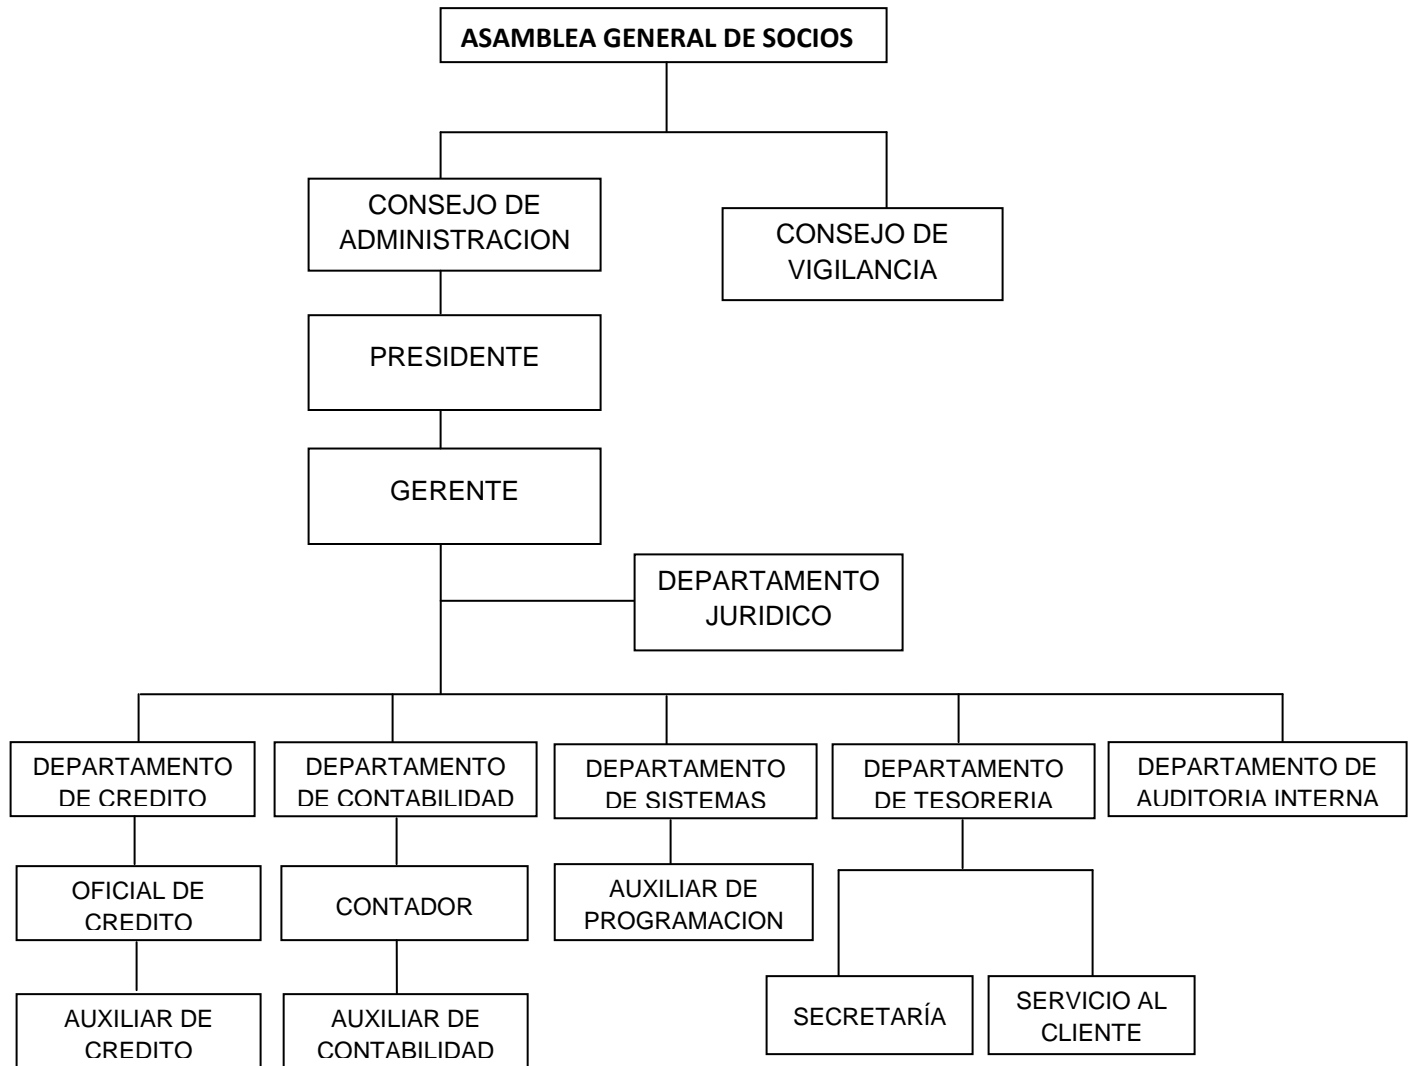 ASAMBLEA GENERAL DE SOCIOS
CONSEJO DE
ADMINISTRACION
CONSEJO DE
VIGILANCIA
PRESIDENTE
GERENTE
DEPARTAMENTO
JURIDICO
DEPARTAMENTO
DE CREDITO
DEPARTAMENTO
DE CONTABILIDAD
DEPARTAMENTO
DE SISTEMAS
DEPARTAMENTO
DE TESORERIA
DEPARTAMENTO DE
AUDITORIA INTERNA
OFICIAL DE
CREDITO
CONTADOR
AUXILIAR DE
PROGRAMACION
AUXILIAR DE
CREDITO
AUXILIAR DE
CONTABILIDAD
SECRETARÍA
SERVICIO AL
CLIENTE